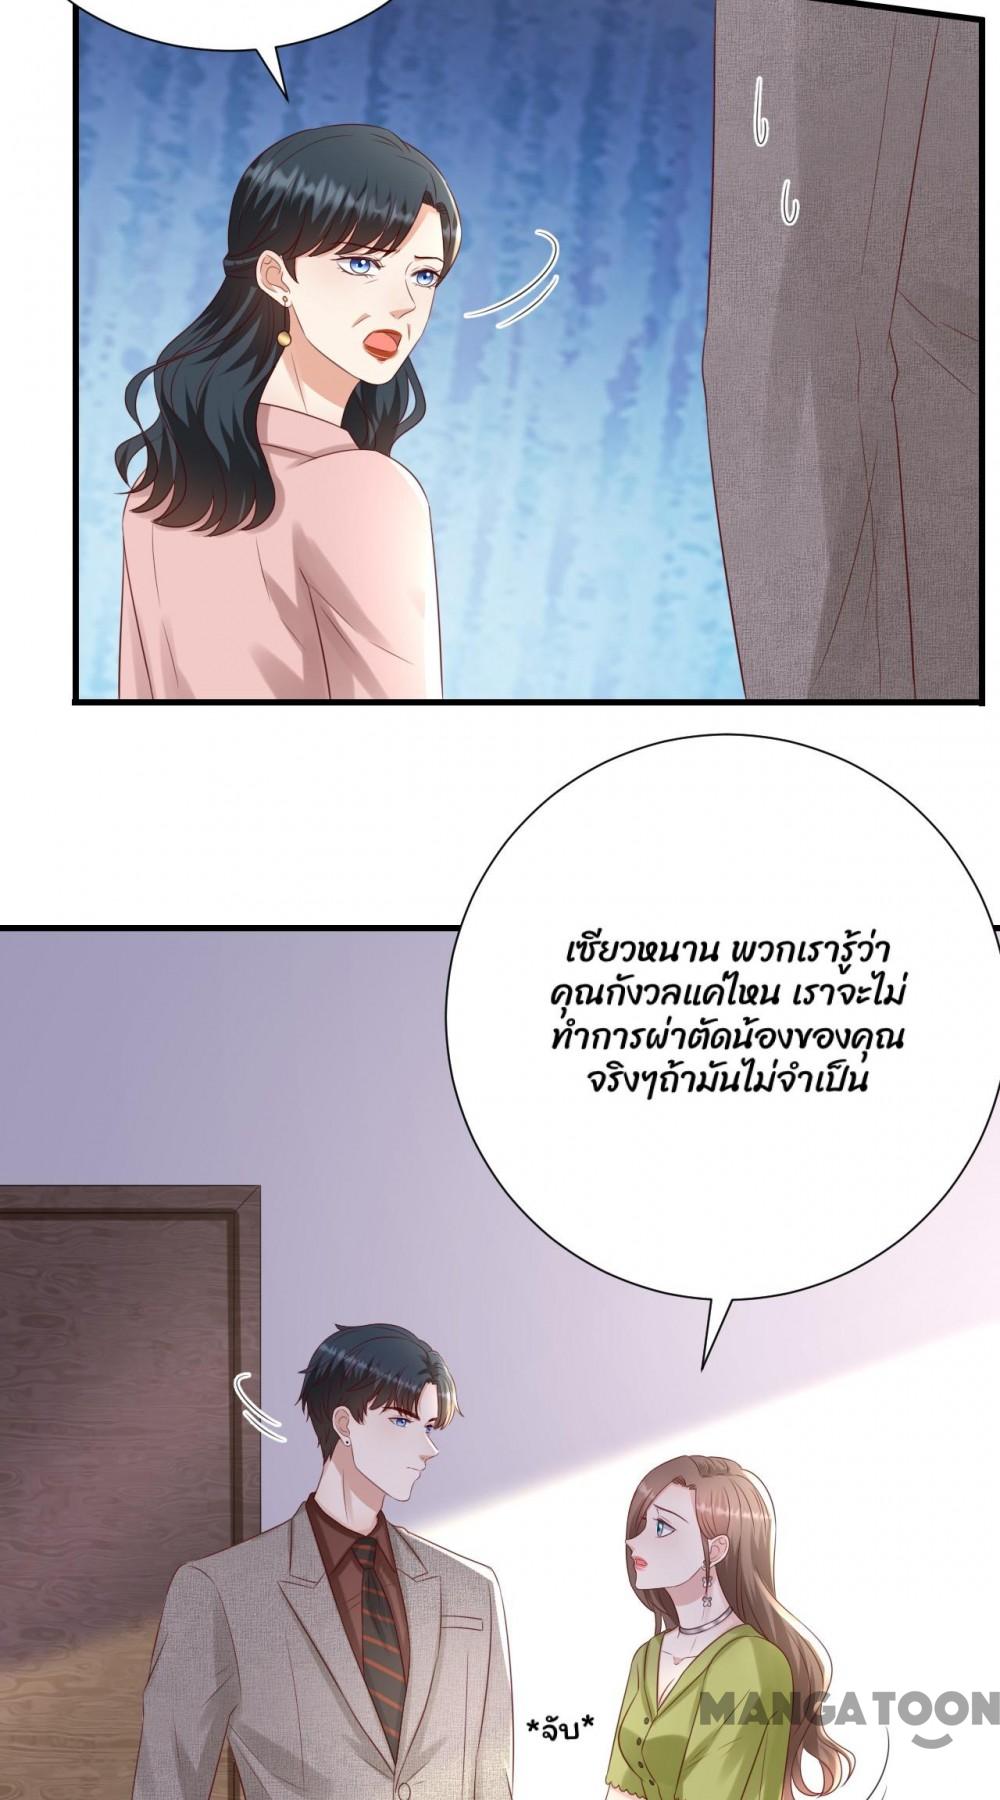 เซียวหนาน พวกเรารู้ว่า
คุณกังวลแค่ไหน เราจะไม่
ทำการผ่าตัดน้องของคุณ
จริงๆถ้ามันไม่จำเป็น
*จับ*
MANGATOON